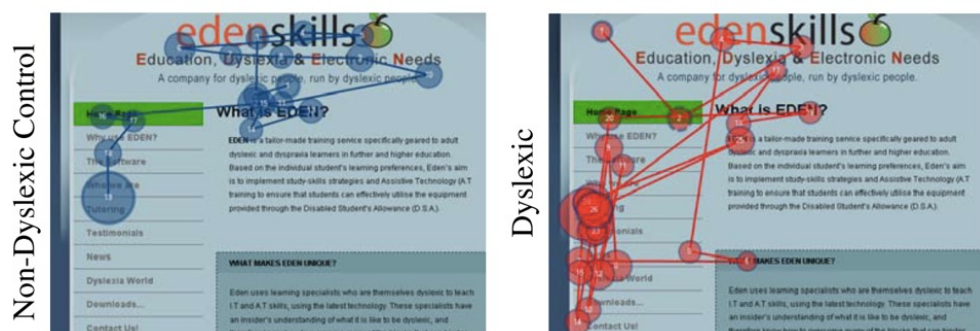 Non-Dyslexic Control
edenskills
Education, Dyslexia & Electronic Needs
A company for dyslexic people, run by dyslexic people.
Home Page
What is EDEN?
Why use EDEN?
The Software
Who we are
Tutoring
Testimonials
News
Dyslexia World
Downloads...
Contact Us!
EDEN is a tailor-made training service specifically geared to adult
dyslexic and dyspraxia learners in further and higher education.
Based on the individual student's learning preferences, Eden's aim
is to implement study-skills strategies and Assistive Technology (A.T
training to ensure that students can effectively utilise the equipment
provided through the Disabled Student's Allowance (D.S.A.).
WHAT MAKES EDEN UNIQUE?
Eden uses learning specialists who are themselves dyslexic to teach
I.T and A.T skills, using the latest technology. These specialists have
an insider's understanding of what it is like to be dyslexic, and
Dyslexic
edenskills
Education, Dyslexia & Electronic Needs
A company for dyslexic people, run by dyslexic people.
Home Page
What is EDEN?
Why use EDEN?
The
onials
World
ownloads...
Contact Us!
is a tailor-made training service specifically geared to adult
and dyspraxia learners in further and higher education.
Based on the individual student's learning preferences, Eden's aim
is to implement study-skills strategies and Assistive Technology (A.T
training to ensure that students can effectively utilise the equipment
provided through the Disabled Student's Allowance (D.S.A.).
MAKES EDEN UNIQUE?
Eden uses learning specialists who are themselves dyslexic to teach
I.T and A.T skills, using the latest technology. These specialists have
an insider's understanding of what it is like to be dyslexic, and